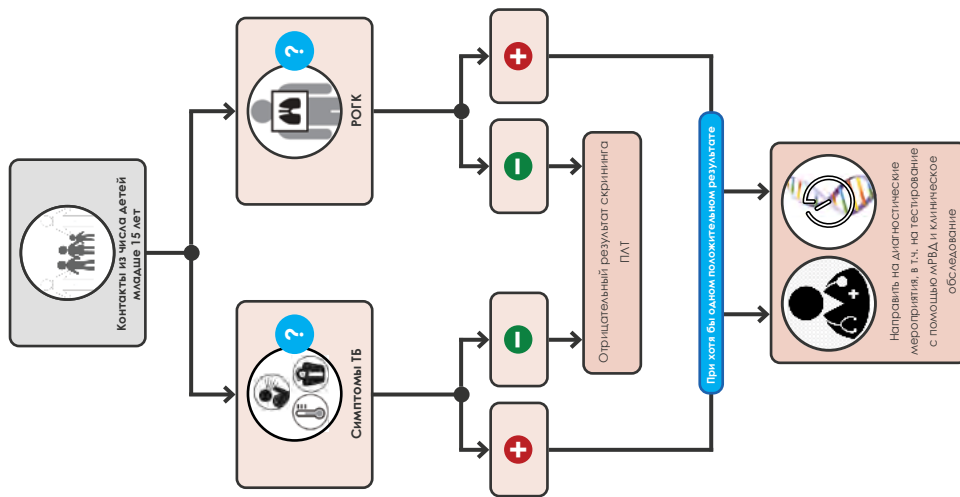 Контакты из числа детей
младше 15 лет
Симптомы ТБ
?
РОГК
?
+
−
−
+
Отрицательный результат скрининга
ПЛТ
При хотя бы одном положительном результате
Направить на диагностические
мероприятия, в т.ч. на тестирование
с помощью мРВД и клиническое
обследование